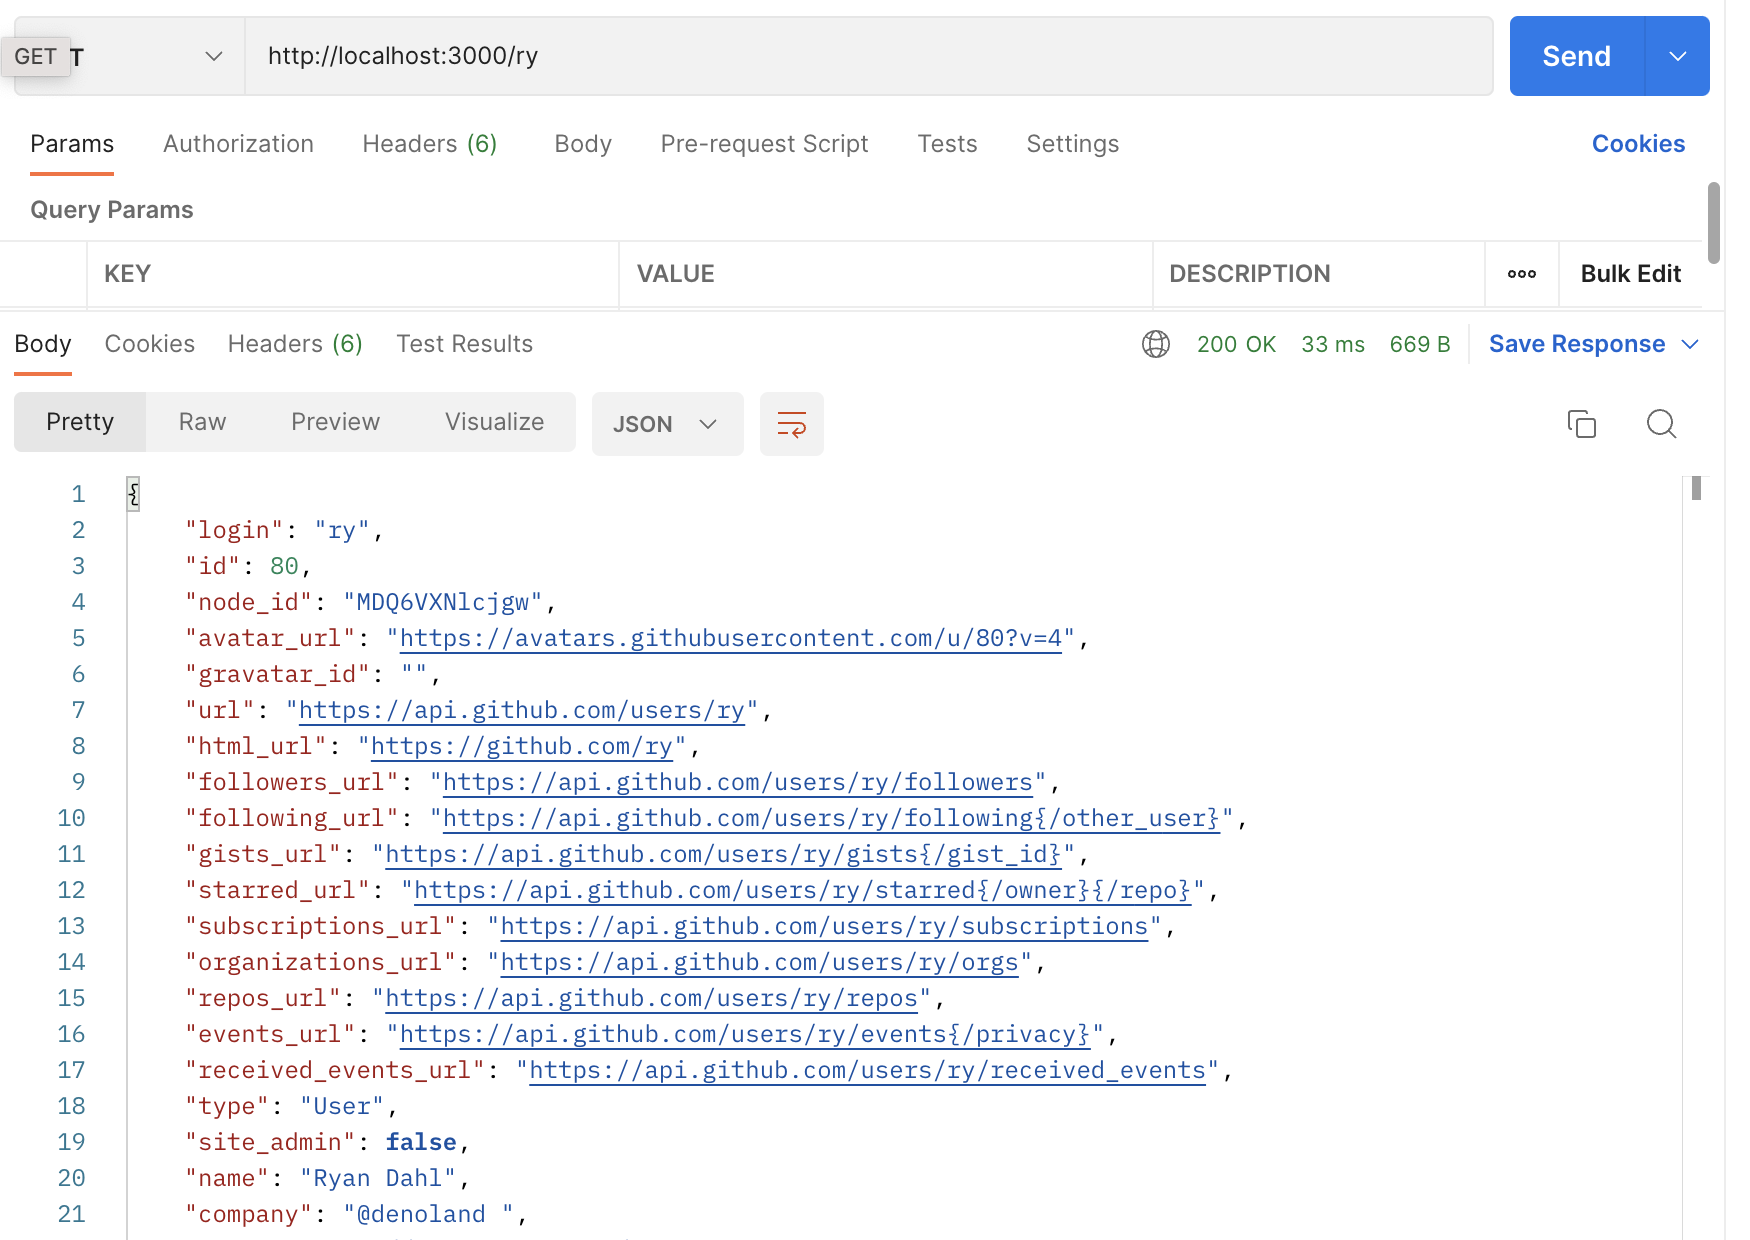 GET T http://localhost:3000/ry Send
Params Authorization Headers (6) Body Pre-request Script Tests Settings Cookies
Query Params
KEY VALUE DESCRIPTION ooo Bulk Edit
Body Cookies Headers (6) Test Results 200 OK 33 ms 669 B Save Response
Pretty Raw Preview Visualize JSON
1 {
2 "login": "ry",
3 "id": 80,
4 "node_id": "MDQ6VXNlcjgw",
5 "avatar_url": "https://avatars.githubusercontent.com/u/80?v=4",
6 "gravatar_id": "",
7 "url": "https://api.github.com/users/ry",
8 "html_url": "https://github.com/ry",
9 "followers_url": "https://api.github.com/users/ry/followers",
10 "following_url": "https://api.github.com/users/ry/following{/other_user}",
11 "gists_url": "https://api.github.com/users/ry/gists{/gist_id}",
12 "starred_url": "https://api.github.com/users/ry/starred{/owner}{/repo}",
13 "subscriptions_url": "https://api.github.com/users/ry/subscriptions",
14 "organizations_url": "https://api.github.com/users/ry/orgs",
15 "repos_url": "https://api.github.com/users/ry/repos",
16 "events_url": "https://api.github.com/users/ry/events{/privacy}",
17 "received_events_url": "https://api.github.com/users/ry/received_events",
18 "type": "User",
19 "site_admin": false,
20 "name": "Ryan Dahl",
21 "company": "@denoland ",